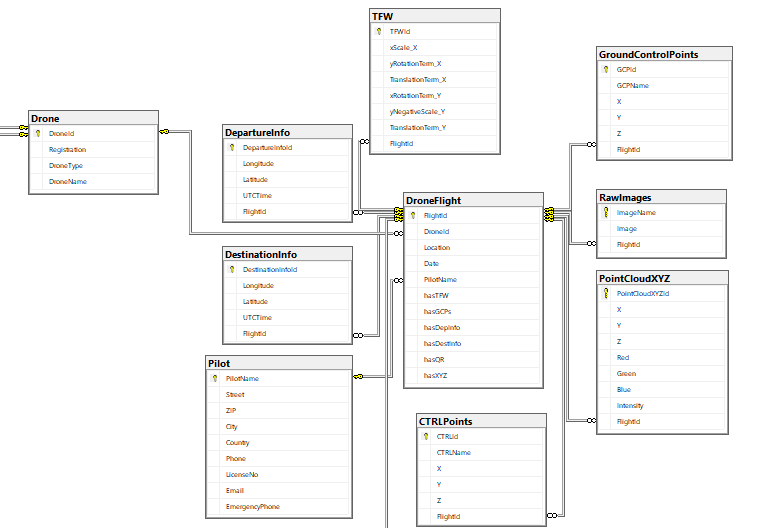 TFW
TFWId
xScale_X
yRotationTerm_X
TranslationTerm_X
xRotationTerm_Y
yNegativeScale_Y
TranslationTerm_Y
FlightId
GroundControlPoints
GCPId
GCPName
X
Y
Z
FlightId
Drone
DroneId
Registration
DroneType
DroneName
DepartureInfo
DepartureInfoId
Longitude
Latitude
UTCTime
FlightId
DroneFlight
FlightId
DroneId
Location
Date
PilotName
hasTFW
hasGCPs
hasDepInfo
hasDestInfo
hasQR
hasXYZ
RawImages
ImageName
Image
FlightId
DestinationInfo
DestinationInfoId
Longitude
Latitude
UTCTime
FlightId
PointCloudXYZ
PointCloudXYZId
X
Y
Z
Red
Green
Blue
Intensity
FlightId
Pilot
PilotName
Street
ZIP
City
Country
Phone
LicenseNo
Email
EmergencyPhone
CTRLPoints
CTRLId
CTRLName
X
Y
Z
FlightId